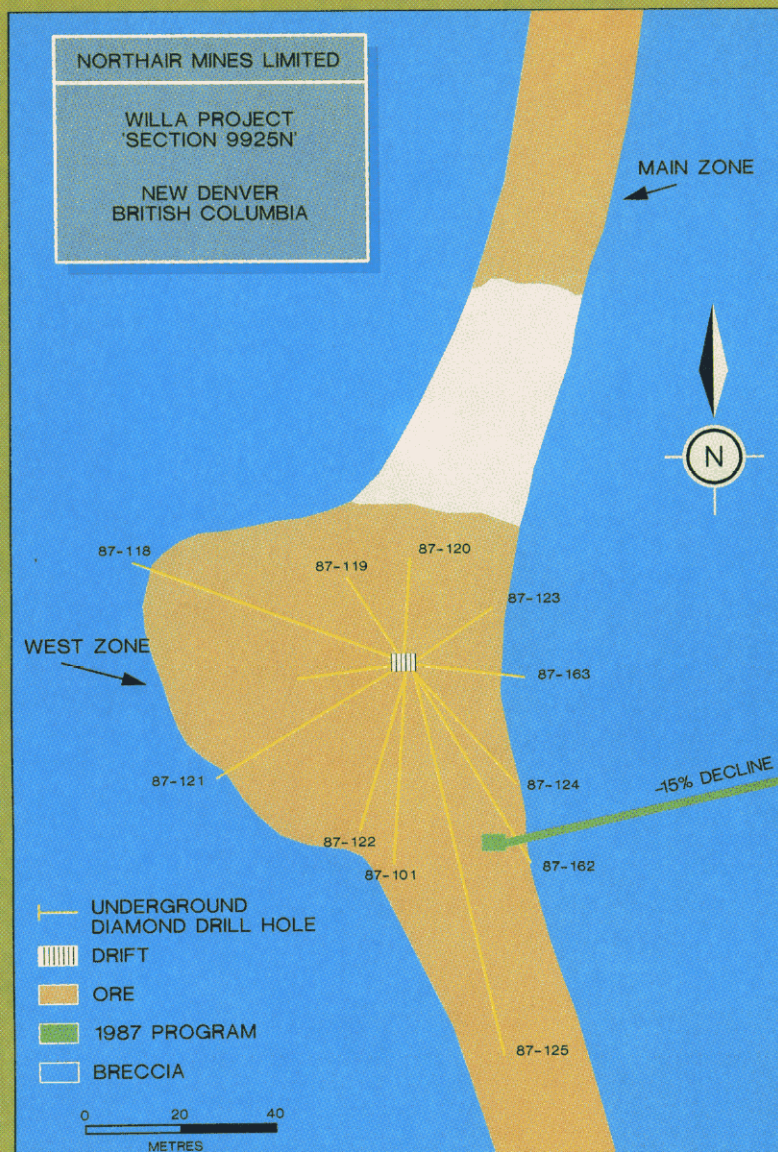 NORTHAIR MINES LIMITED
WILLA PROJECT
'SECTION 9925N'
NEW DENVER
BRITISH COLUMBIA
MAIN ZONE
N
87-118
87-119
87-120
87-123
WEST ZONE
87-163
87-121
87-124
-15% DECLINE
87-122
87-101
87-162
UNDERGROUND
DIAMOND DRILL HOLE
DRIFT
ORE
1987 PROGRAM
87-125
BRECCIA
0 20 40
METRES